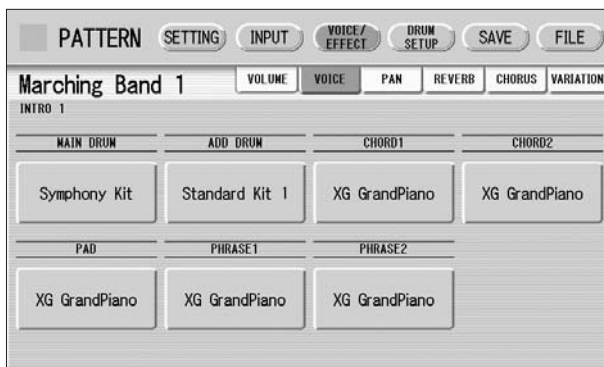 PATTERN SETTING INPUT VOICE/ EFFECT DRUM SETUP SAVE FILE
Marching Band 1 VOLUME VOICE PAN REVERB CHORUS VARIATION
INTRO 1
MAIN DRUM ADD DRUM CHORD1 CHORD2
Symphony Kit Standard Kit 1 XG GrandPiano XG GrandPiano
PAD PHRASE1 PHRASE2
XG GrandPiano XG GrandPiano XG GrandPiano